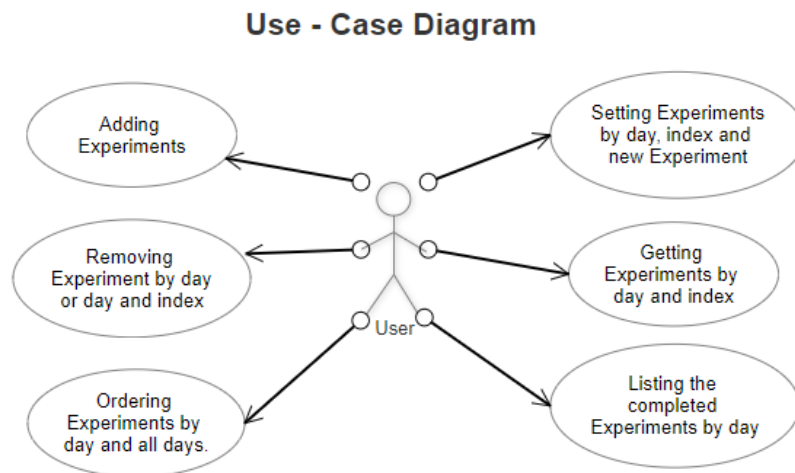 Use - Case Diagram
Adding
Experiments
Setting Experiments
by day, index and
new Experiment
Removing
Experiment by day
or day and index
Getting
Experiments by
day and index
User
Ordering
Experiments by
day and all days.
Listing the
completed
Experiments by day